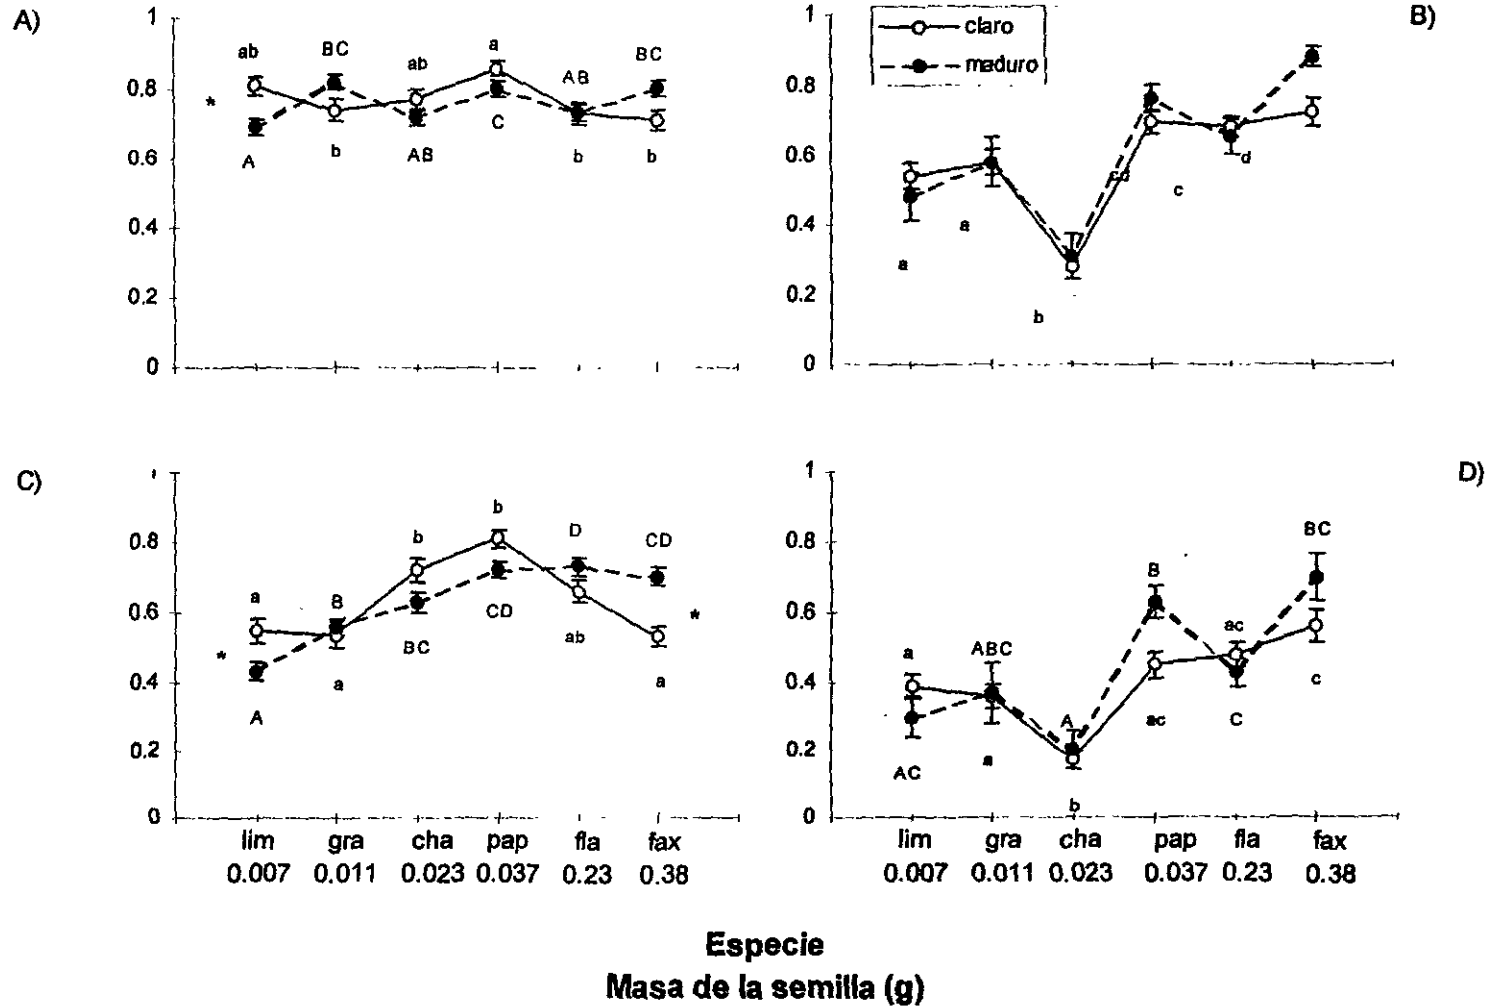 A)
1
0.8
0.6
0.4
0.2
0
ab BC ab a AB BC
*
A b AB C b b
B)
claro
maduro
1
0.8
0.6
0.4
0.2
0
a a b cd c d
C)
0.8
0.6
0.4
0.2
0
a B b b D CD
* *
A a BC CD ab a
lim gra cha pap fla fax
0.007 0.011 0.023 0.037 0.23 0.38
D)
1
0.8
0.6
0.4
0.2
0
a ABC A B ac BC
AC a b ac C c
lim gra cha pap fla fax
0.007 0.011 0.023 0.037 0.23 0.38
Especie
Masa de la semilla (g)